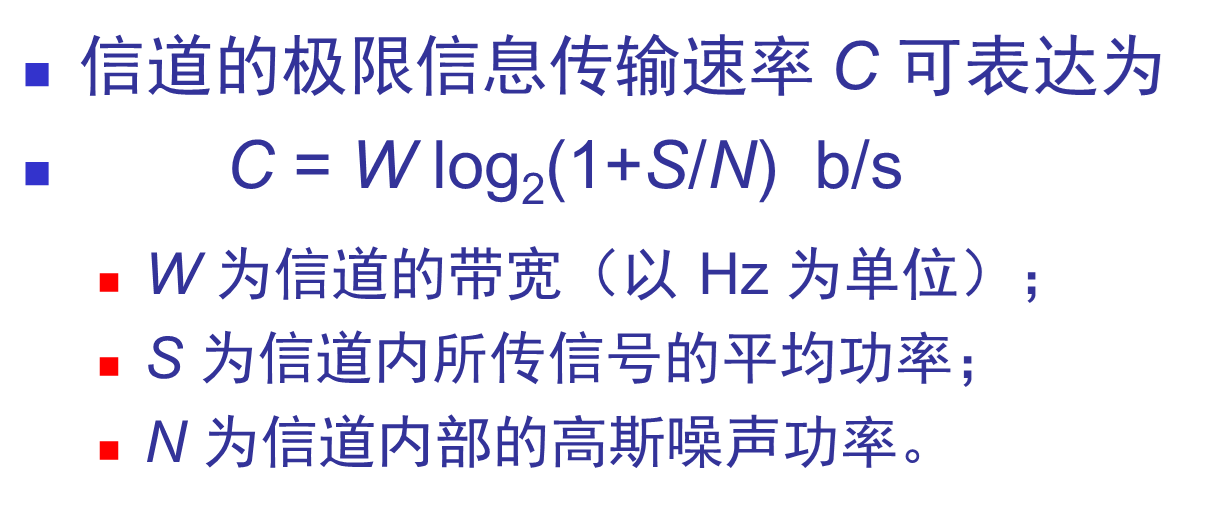 信道的极限信息传输速率 C 可表达为
C = W log₂(1+S/N) b/s
W 为信道的带宽（以 Hz 为单位）；
S 为信道内所传信号的平均功率；
N 为信道内部的高斯噪声功率。